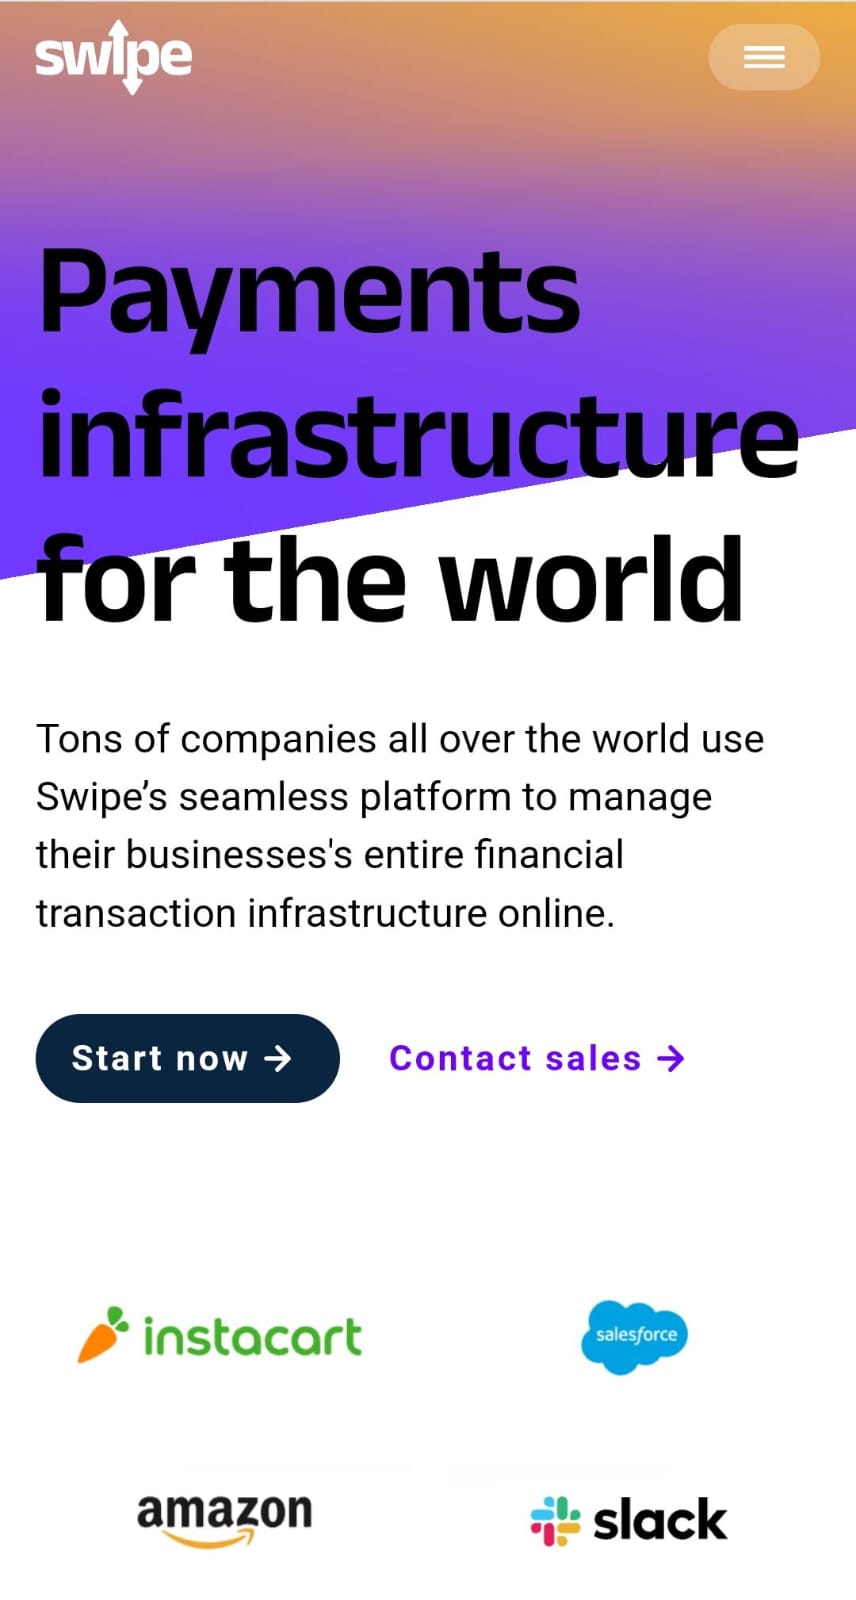 swipe
Payments
infrastructure
for the world
Tons of companies all over the world use
Swipe’s seamless platform to manage
their businesses's entire financial
transaction infrastructure online.
Start now →
Contact sales →
instacart
salesforce
amazon
slack